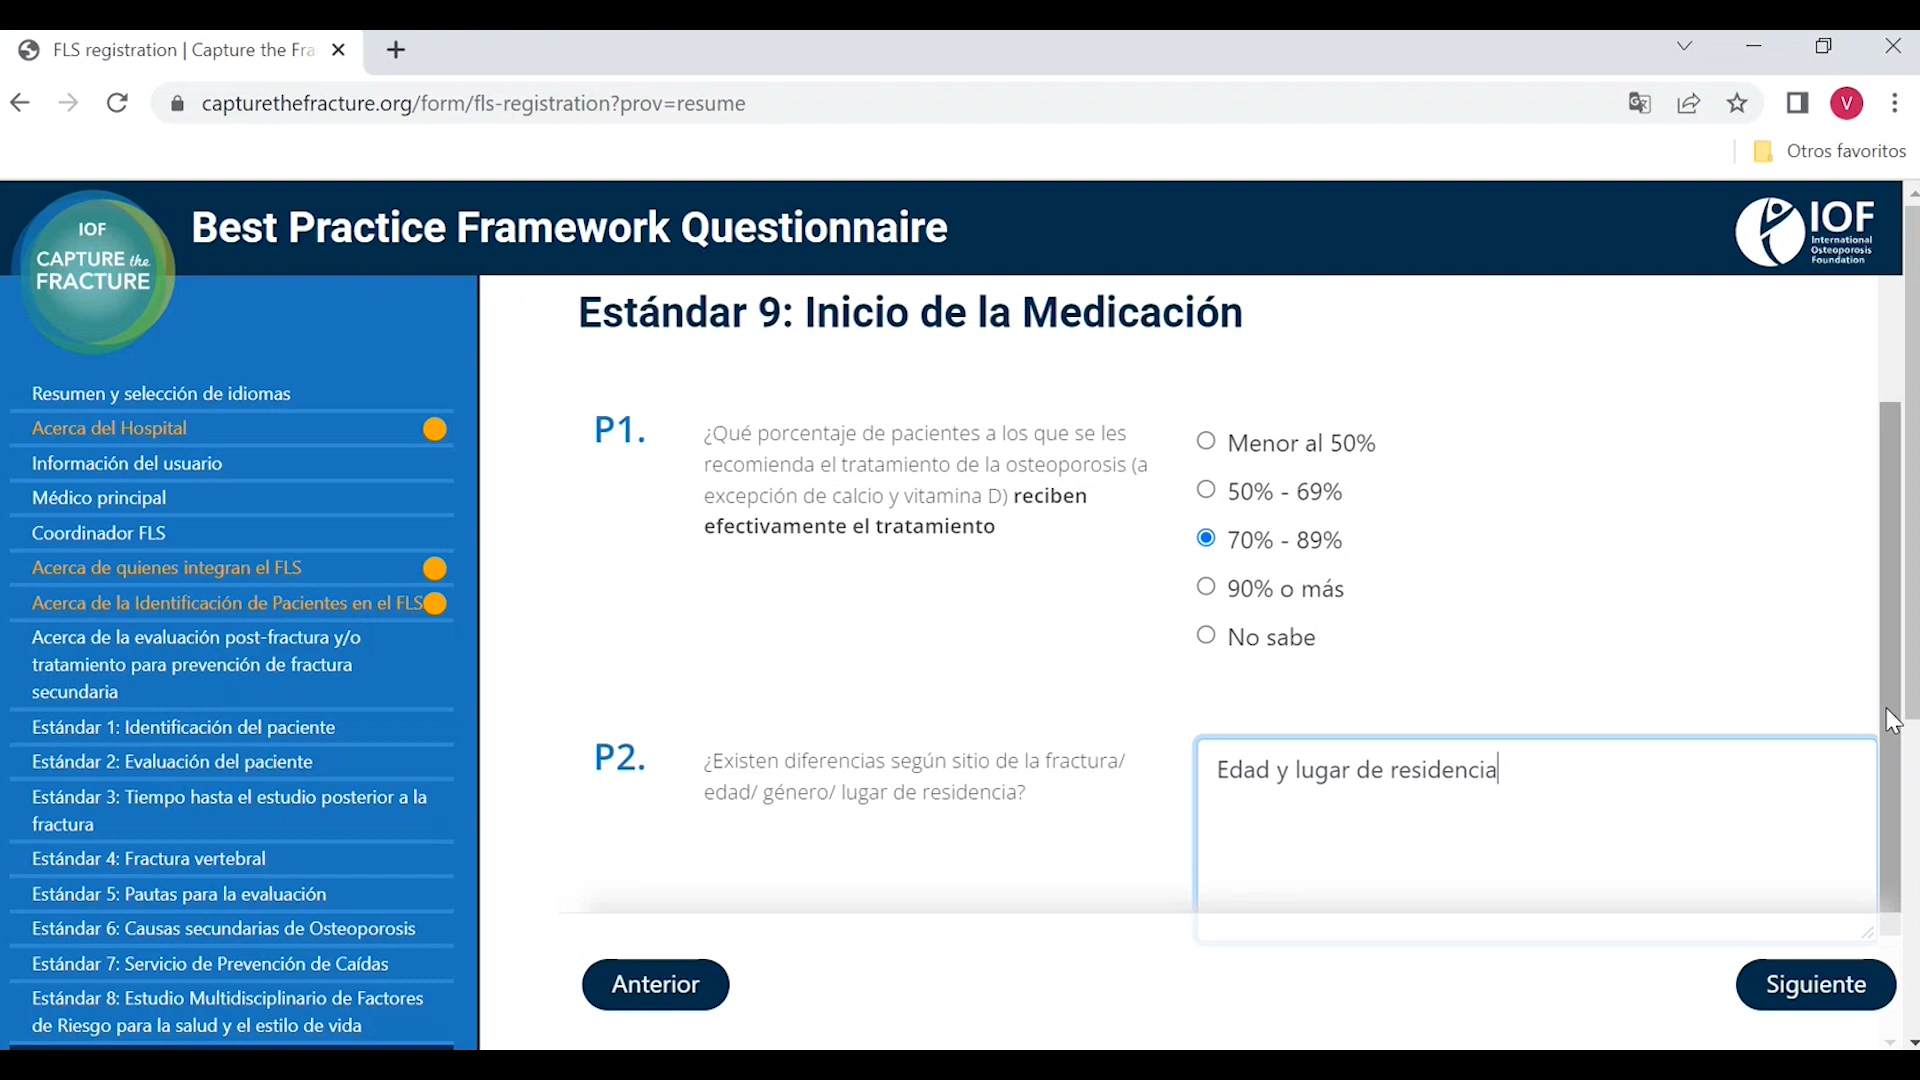 FLS registration | Capture the Fra
capturethefracture.org/form/fls-registration?prov=resume
V
Otros favoritos
IOF
CAPTURE the
FRACTURE
Best Practice Framework Questionnaire
IOF
International
Osteoporosis
Foundation
Resumen y selección de idiomas
Acerca del Hospital
Información del usuario
Médico principal
Coordinador FLS
Acerca de quienes integran el FLS
Acerca de la Identificación de Pacientes en el FLS
Acerca de la evaluación post-fractura y/o
tratamiento para prevención de fractura
secundaria
Estándar 1: Identificación del paciente
Estándar 2: Evaluación del paciente
Estándar 3: Tiempo hasta el estudio posterior a la
fractura
Estándar 4: Fractura vertebral
Estándar 5: Pautas para la evaluación
Estándar 6: Causas secundarias de Osteoporosis
Estándar 7: Servicio de Prevención de Caídas
Estándar 8: Estudio Multidisciplinario de Factores
de Riesgo para la salud y el estilo de vida
Estándar 9: Inicio de la Medicación
P1.
¿Qué porcentaje de pacientes a los que se les
recomienda el tratamiento de la osteoporosis (a
excepción de calcio y vitamina D) reciben
efectivamente el tratamiento
Menor al 50%
50% - 69%
70% - 89%
90% o más
No sabe
P2.
¿Existen diferencias según sitio de la fractura/
edad/ género/ lugar de residencia?
Edad y lugar de residencia
Anterior
Siguiente